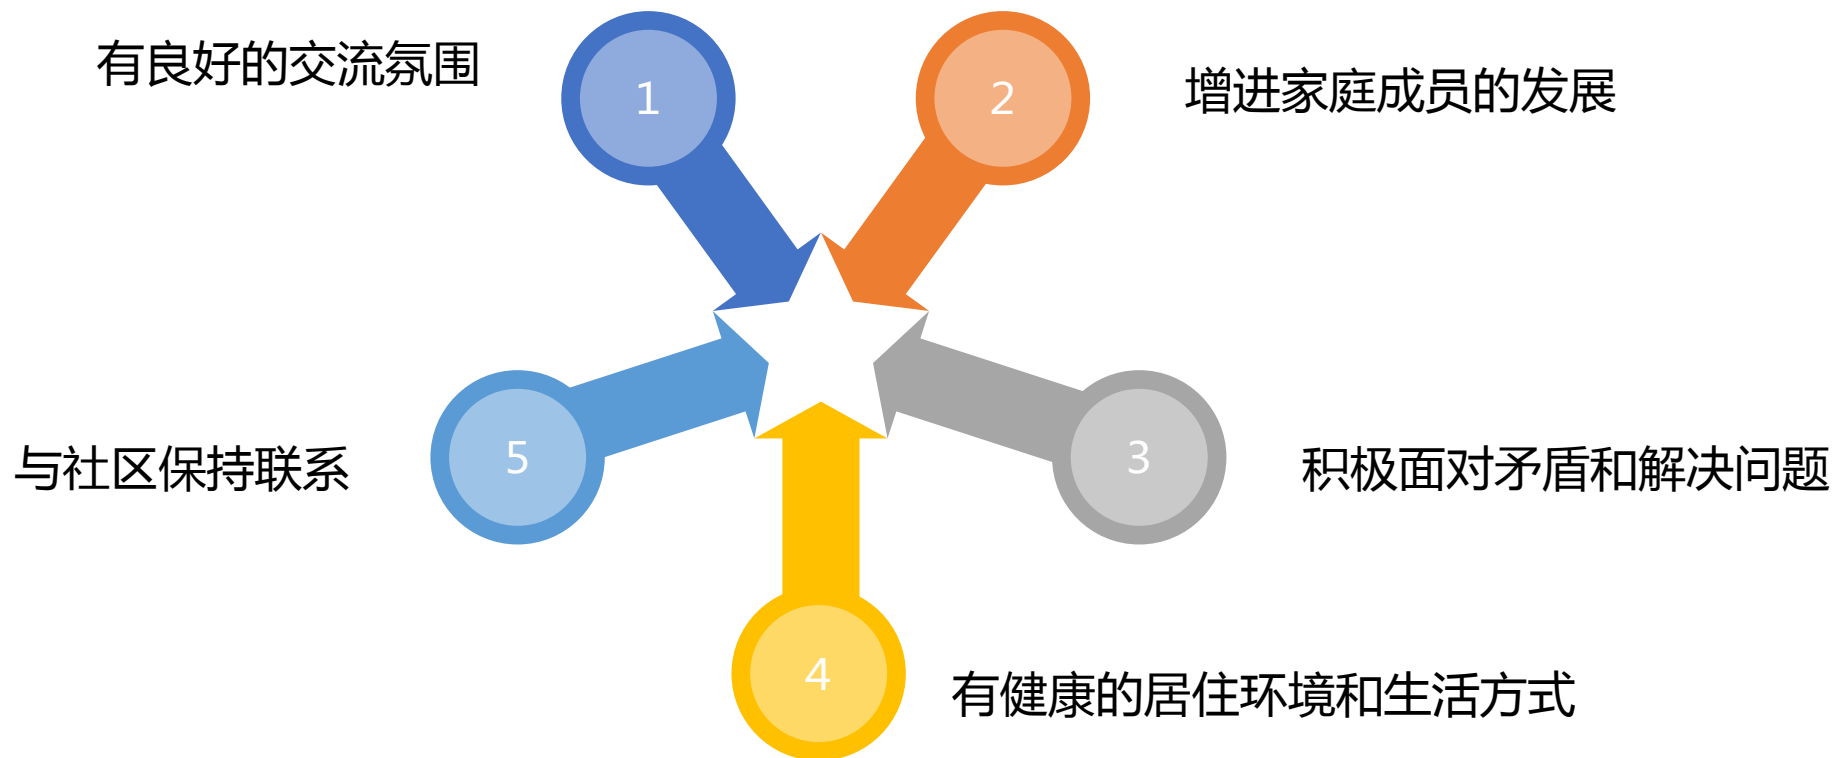 有良好的交流氛围
1
2
增进家庭成员的发展
与社区保持联系
5
3
积极面对矛盾和解决问题
4
有健康的居住环境和生活方式